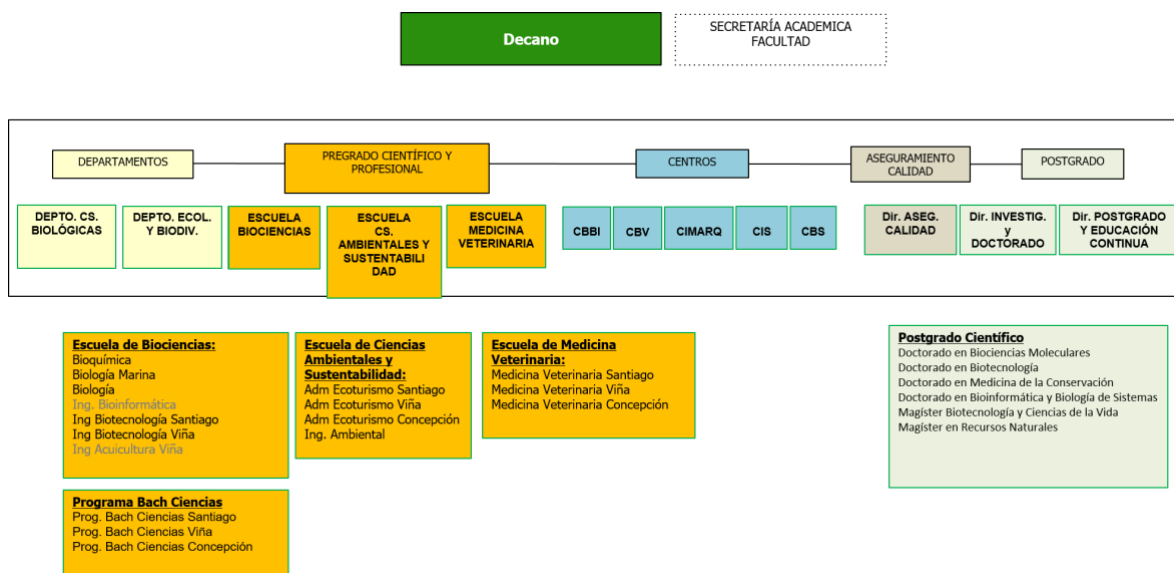 Decano
SECRETARÍA ACADEMICA
FACULTAD
DEPARTAMENTOS
PREGRADO CIENTÍFICO Y
PROFESIONAL
CENTROS
ASEGURAMIENTO
CALIDAD
POSTGRADO
DEPTO. CS.
BIOLÓGICAS
DEPTO. ECOL.
Y BIODIV.
ESCUELA
BIOCIENCIAS
ESCUELA
CS.
AMBIENTALES Y
SUSTENTABILI
DAD
ESCUELA
MEDICINA
VETERINARIA
CBBI
CBV
CIMARQ
CIS
CBS
Dir. ASEG.
CALIDAD
Dir. INVESTIG.
y
DOCTORADO
Dir. POSTGRADO
Y EDUCACIÓN
CONTINUA
Escuela de Biociencias:
Bioquímica
Biología Marina
Biología
Ing. Bioinformática
Ing Biotecnología Santiago
Ing Biotecnología Viña
Ing Acuicultura Viña
Escuela de Ciencias
Ambientales y
Sustentabilidad:
Adm Ecoturismo Santiago
Adm Ecoturismo Viña
Adm Ecoturismo Concepción
Ing. Ambiental
Escuela de Medicina
Veterinaria:
Medicina Veterinaria Santiago
Medicina Veterinaria Viña
Medicina Veterinaria Concepción
Postgrado Científico
Doctorado en Biociencias Moleculares
Doctorado en Biotecnología
Doctorado en Medicina de la Conservación
Doctorado en Bioinformática y Biología de Sistemas
Magíster Biotecnología y Ciencias de la Vida
Magíster en Recursos Naturales
Programa Bach Ciencias
Prog. Bach Ciencias Santiago
Prog. Bach Ciencias Viña
Prog. Bach Ciencias Concepción